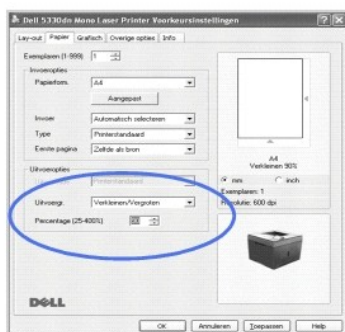 Dell 5330dn Mono Laser Printer Voorkeursinstellingen
Lay-out Papier Grafisch Overige opties Info
Exemplaren (1-999) 1
Invoeropties
Papierform. A4
Aangepast
Invoer Automatisch selecteren
Type Printerstandaard
Eerste pagina Zelfde als bron
A4
Verkleinen 90%
mm inch
Exemplaren: 1
Resolutie: 600 dpi
Uitvoeropties
Printerstandaard
Uitvoergr. Verkleinen/Vergroten
Percentage (25-400%)
DELL
OK Annuleren Toepassen Help